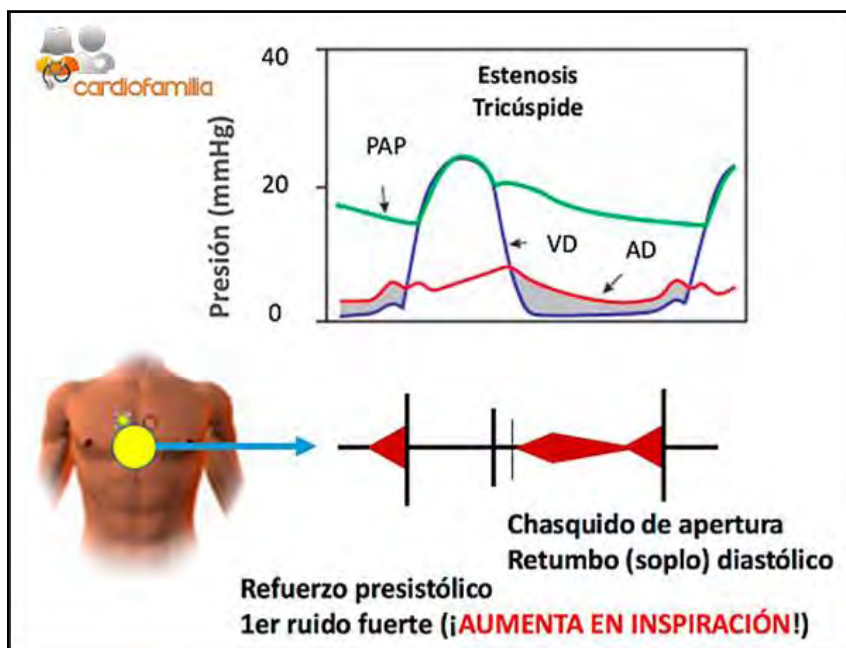 cardiofamilia
40
Estenosis
Tricúspide
PAP
20
VD
AD
0
Presión (mmHg)
Chasquido de apertura
Retumbo (soplo) diastólico
Refuerzo presistólico
1er ruido fuerte (¡AUMENTA EN INSPIRACIÓN!)